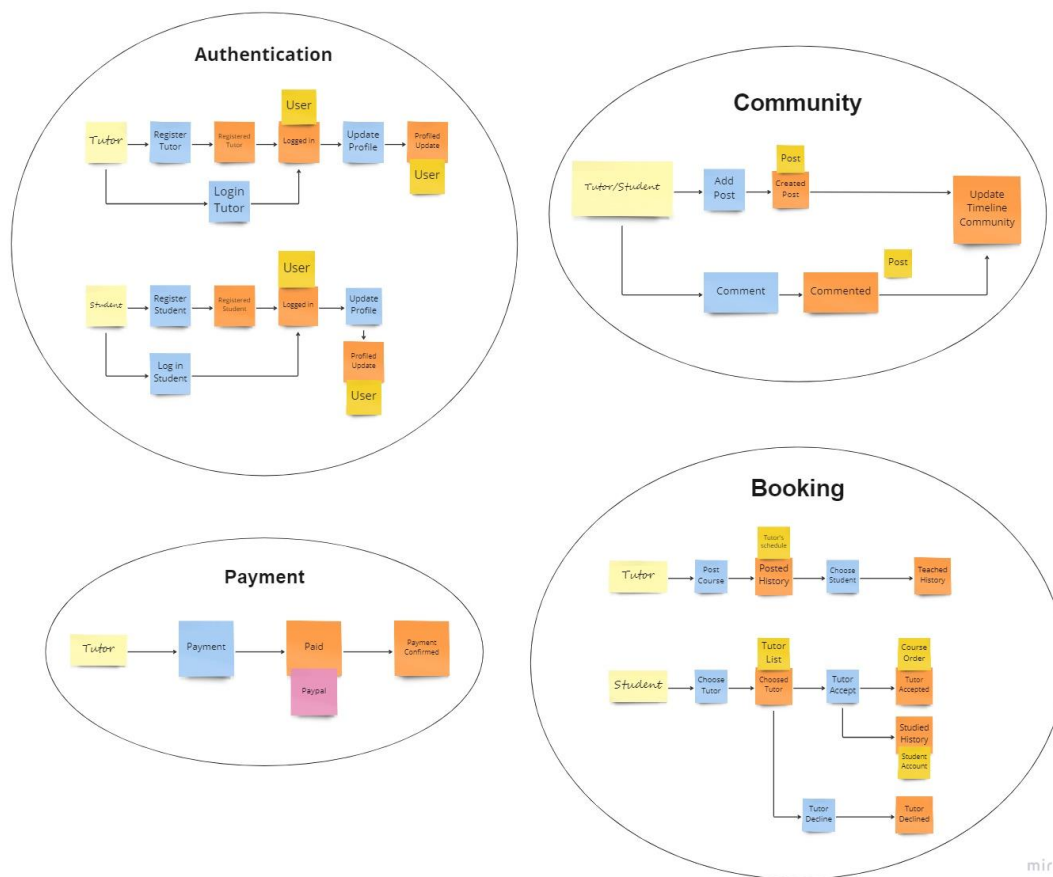 Authentication
User
Tutor
Register
Tutor
Registered
Tutor
Logged in
Update
Profile
Profiled
Update
User
Login
Tutor
User
Student
Register
Student
Registered
Student
Logged in
Update
Profile
Log in
Student
Profiled
Update
User
Community
Post
Tutor/Student
Add
Post
Created
Post
Update
Timeline
Community
Post
Comment
Commented
Payment
Tutor
Payment
Paid
Payment
Confirmed
Paypal
Booking
Tutor's
schedule
Tutor
Post
Course
Posted
History
Choose
Student
Teached
History
Tutor
List
Course
Order
Student
Choose
Tutor
Choosed
Tutor
Tutor
Accept
Tutor
Accepted
Studied
History
Student
Account
Tutor
Decline
Tutor
Declined